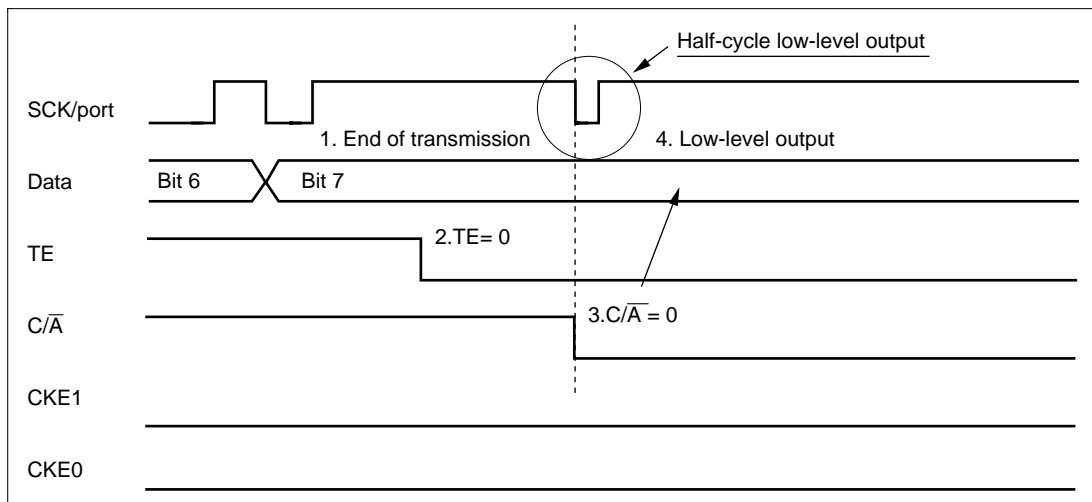 Half-cycle low-level output
SCK/port
1. End of transmission
4. Low-level output
Data
Bit 6
Bit 7
TE
2.TE= 0
C/A̅
3.C/A̅ = 0
CKE1
CKE0